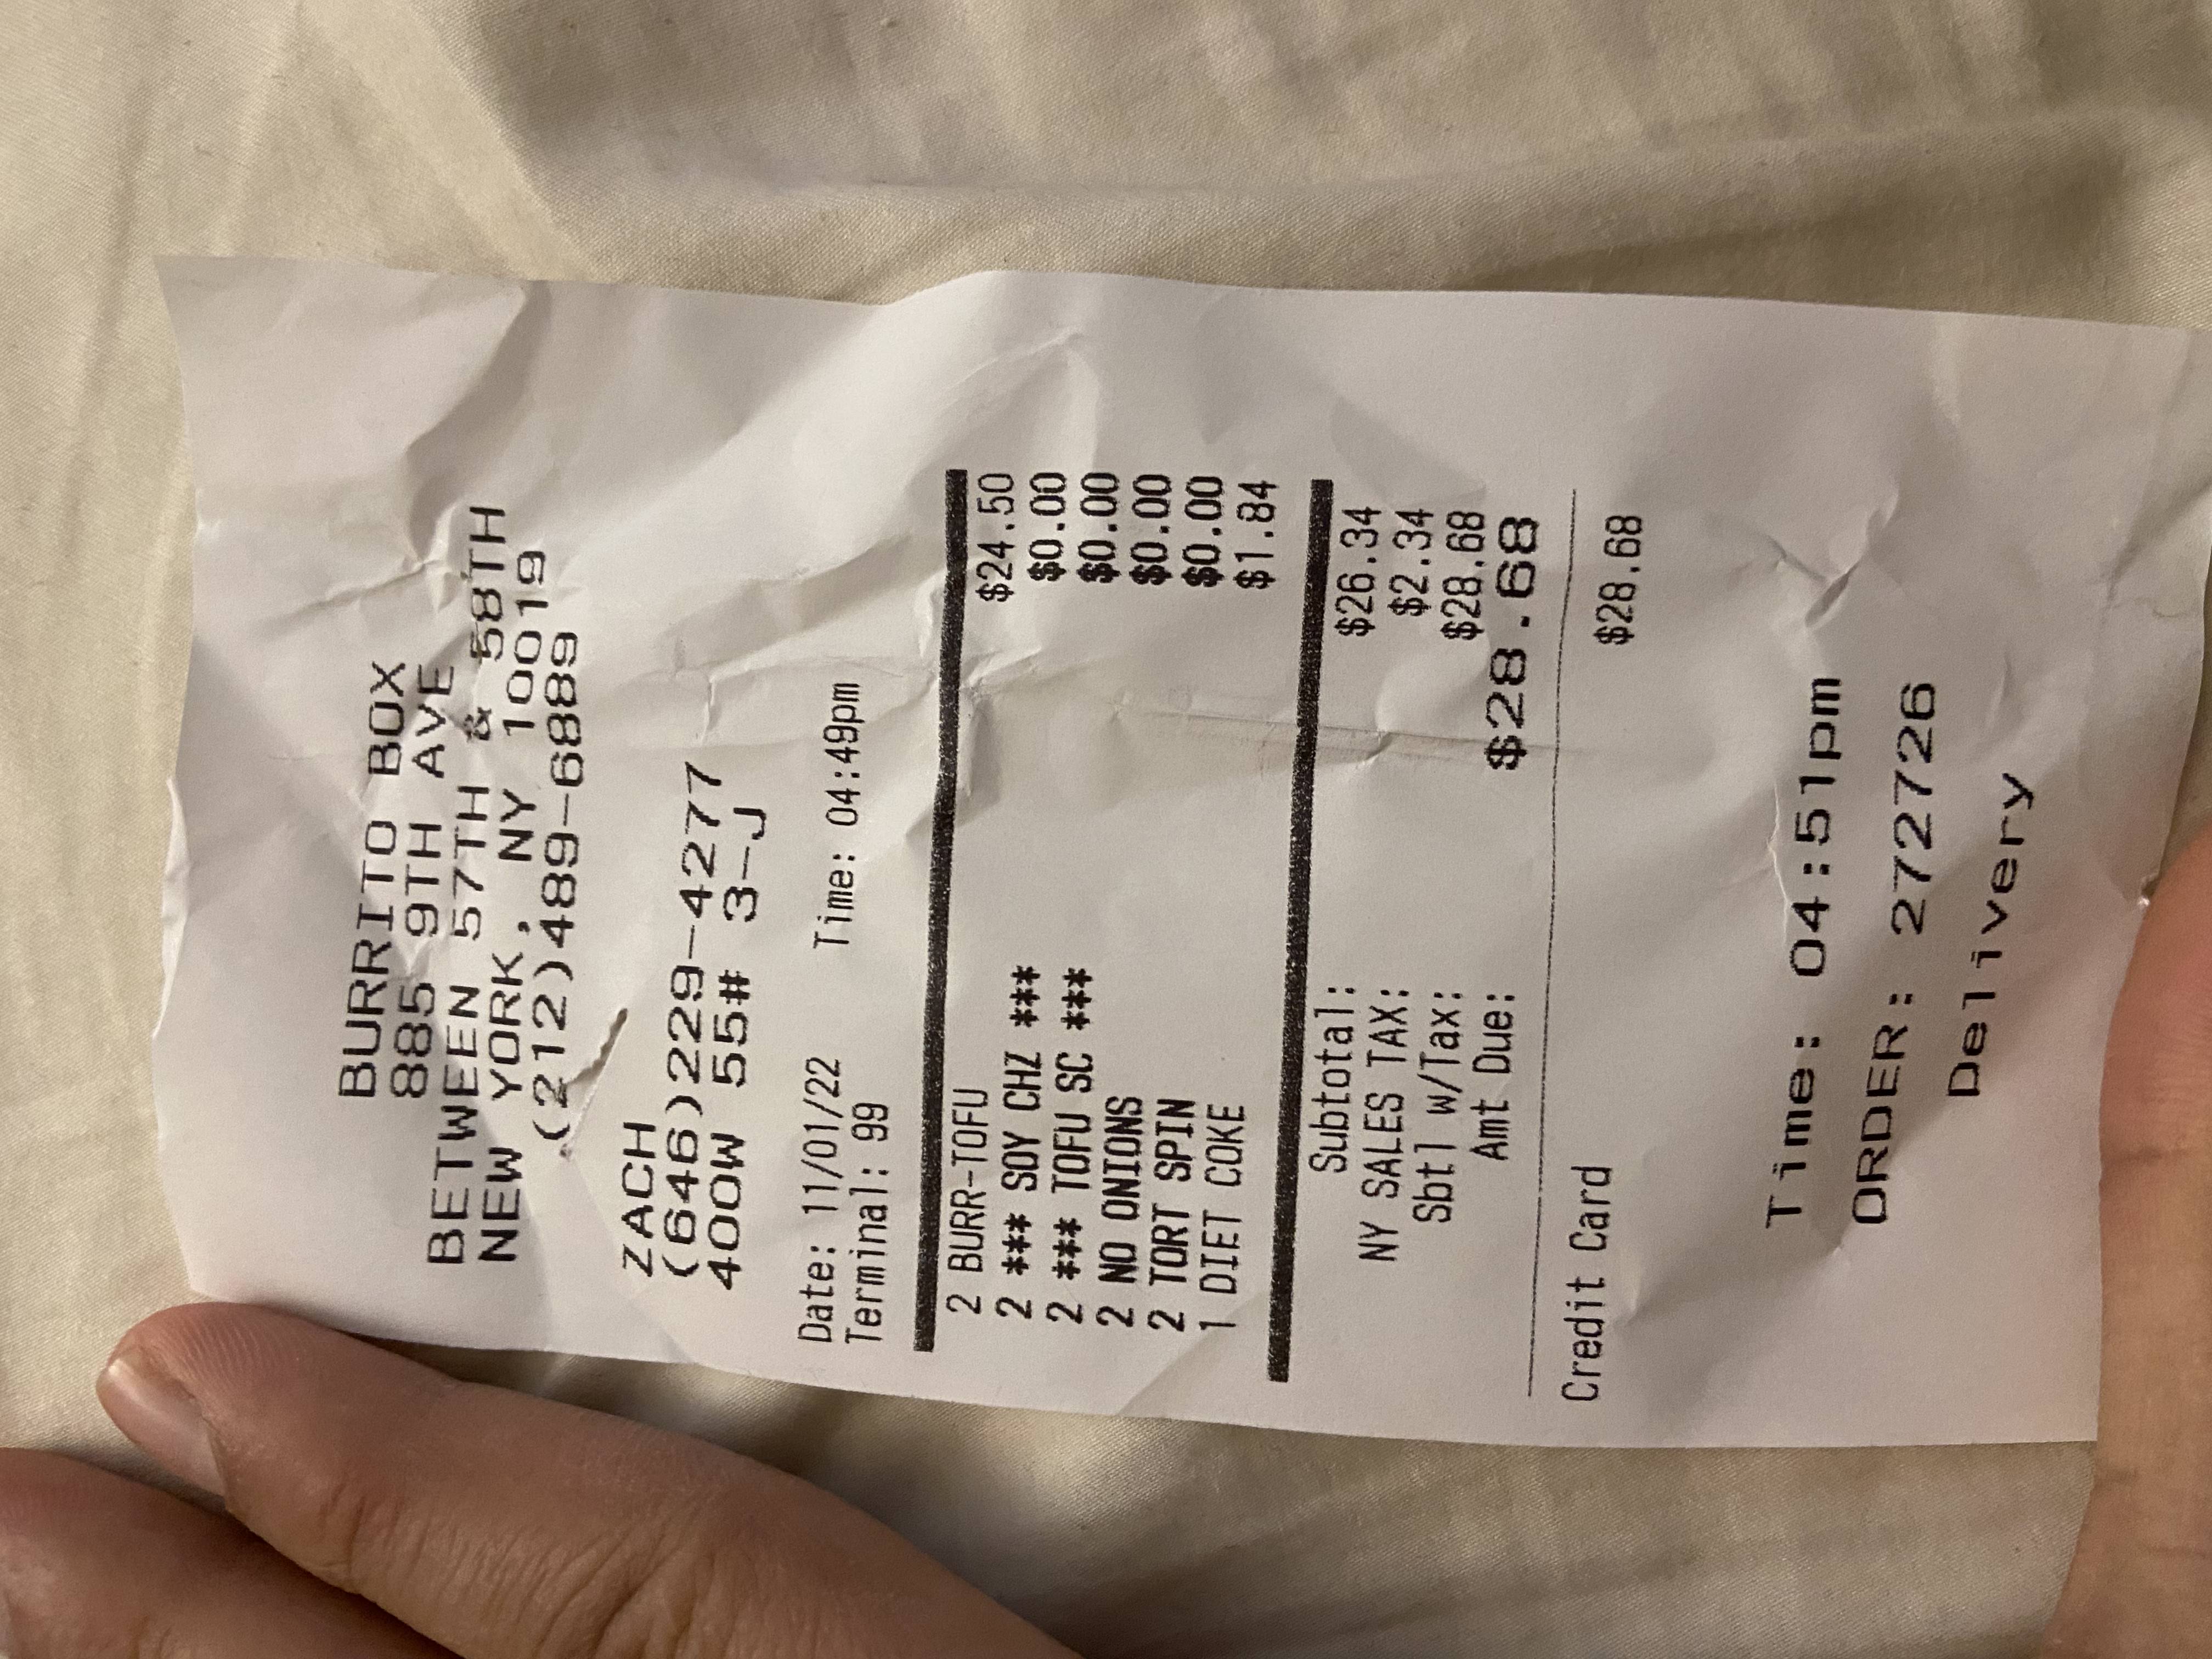 BURRITO BOX
885 9TH AVE
BETWEEN 57TH & 58TH
NEW YORK, NY 10019
(212)489-6889
ZACH
(646)229-4277
400W 55# 3-J
Date: 11/01/22 Time: 04:49pm
Terminal: 99
2 BURR-TOFU $24.50
2 *** SOY CHZ *** $0.00
2 *** TOFU SC *** $0.00
2 NO ONIONS $0.00
2 TORT SPIN $0.00
1 DIET COKE $1.84
Subtotal: $26.34
NY SALES TAX: $2.34
Sbtl w/Tax: $28.68
Amt Due: $28.68
Credit Card $28.68
Time: 04:51pm
ORDER: 272726
Delivery